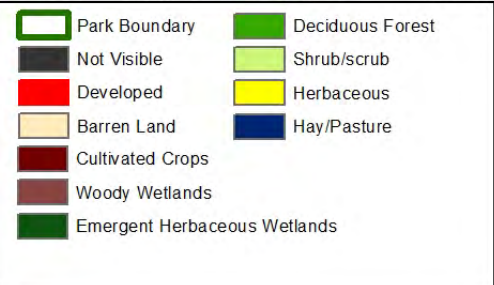 Park Boundary
Not Visible
Developed
Barren Land
Cultivated Crops
Woody Wetlands
Emergent Herbaceous Wetlands
Deciduous Forest
Shrub/scrub
Herbaceous
Hay/Pasture